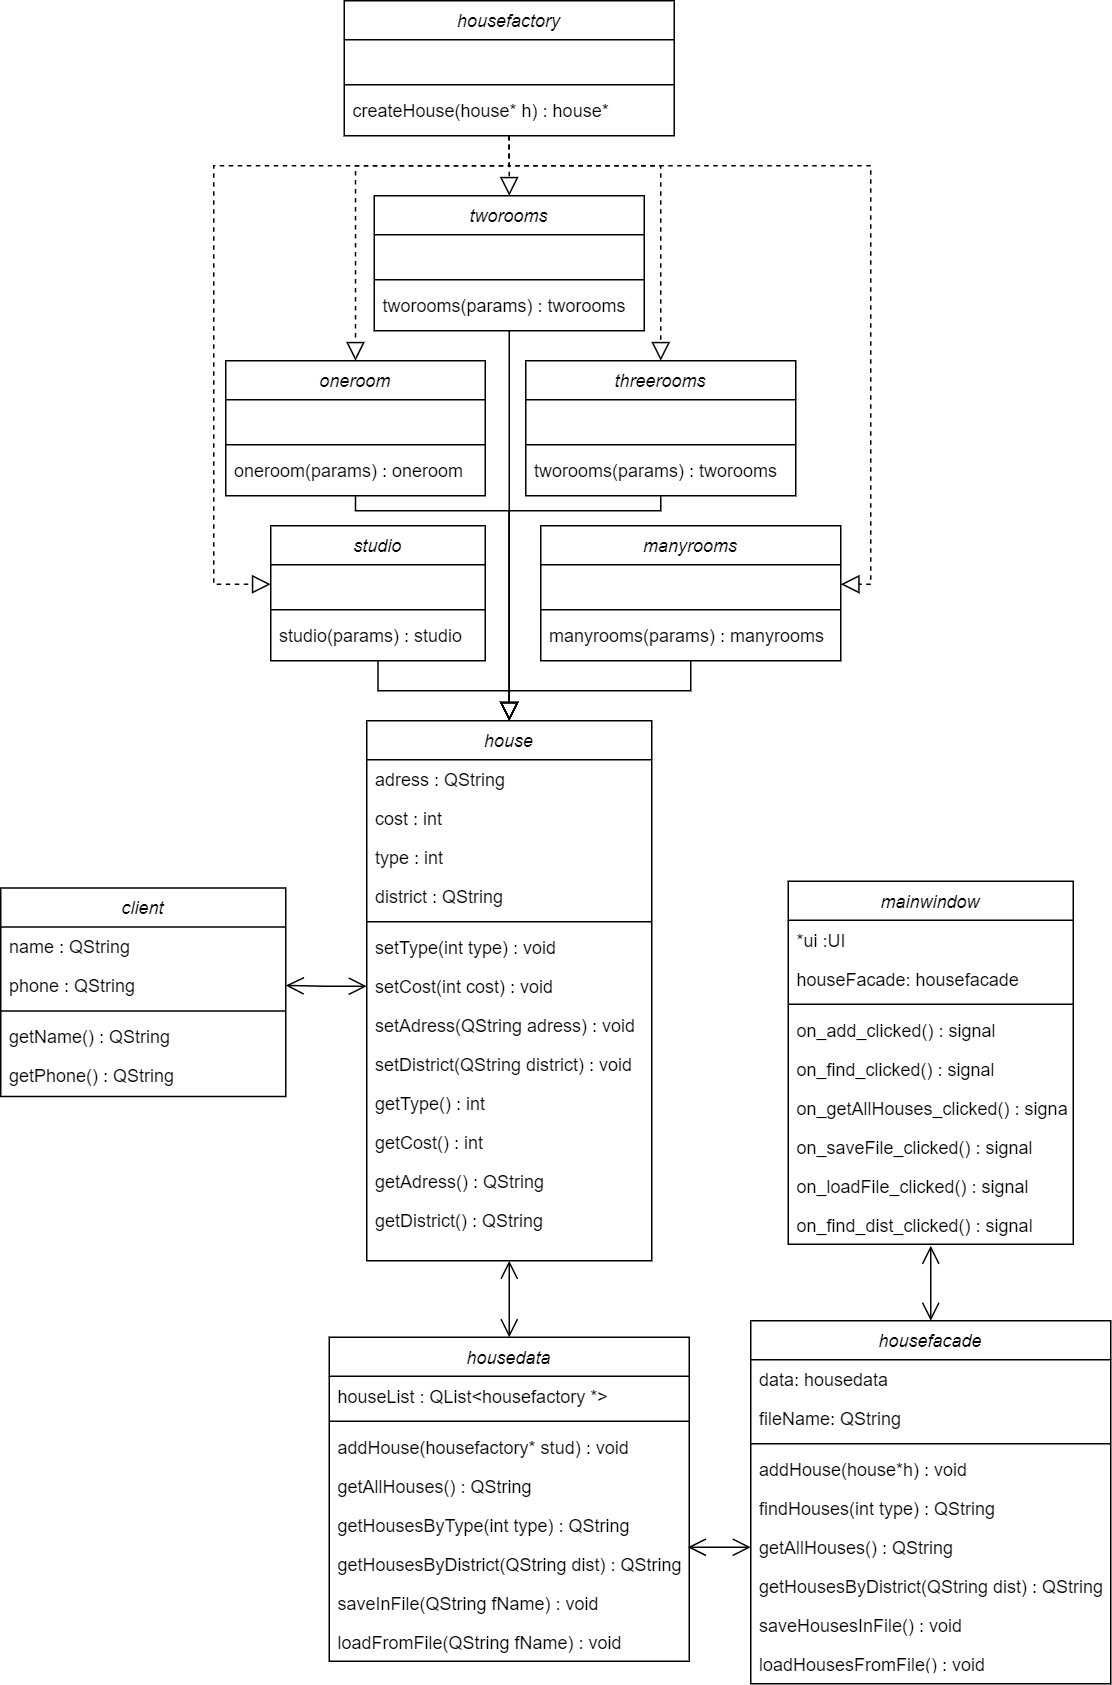 housefactory
createHouse(house* h) : house*
tworooms
tworooms(params) : tworooms
oneroom
oneroom(params) : oneroom
threerooms
tworooms(params) : tworooms
studio
studio(params) : studio
manyrooms
manyrooms(params) : manyrooms
house
adress : QString
cost : int
type : int
district : QString
setType(int type) : void
setCost(int cost) : void
setAdress(QString adress) : void
setDistrict(QString district) : void
getType() : int
getCost() : int
getAdress() : QString
getDistrict() : QString
client
name : QString
phone : QString
getName() : QString
getPhone() : QString
mainwindow
*ui :UI
houseFacade: housefacade
on_add_clicked() : signal
on_find_clicked() : signal
on_getAllHouses_clicked() : signa
on_saveFile_clicked() : signal
on_loadFile_clicked() : signal
on_find_dist_clicked() : signal
housedata
houseList : QList<housefactory *>
addHouse(housefactory* stud) : void
getAllHouses() : QString
getHousesByType(int type) : QString
getHousesByDistrict(QString dist) : QString
saveInFile(QString fName) : void
loadFromFile(QString fName) : void
housefacade
data: housedata
fileName: QString
addHouse(house*h) : void
findHouses(int type) : QString
getAllHouses() : QString
getHousesByDistrict(QString dist) : QString
saveHousesInFile() : void
loadHousesFromFile() : void